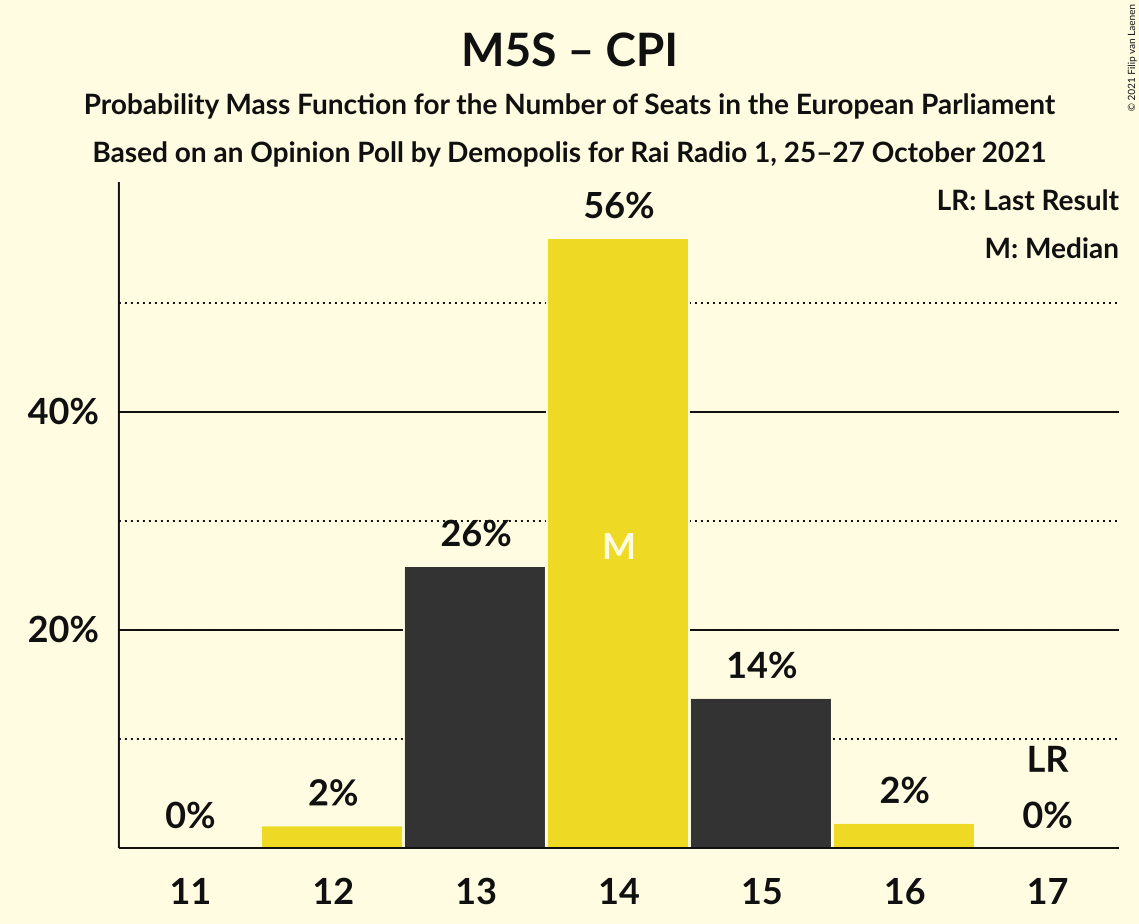 M5S – CPI
Probability Mass Function for the Number of Seats in the European Parliament
Based on an Opinion Poll by Demopolis for Rai Radio 1, 25–27 October 2021
© 2021 Filip van Laenen
LR: Last Result
M: Median
56%
40%
26%
M
20%
14%
LR
0%
2%
2%
0%
11 12 13 14 15 16 17